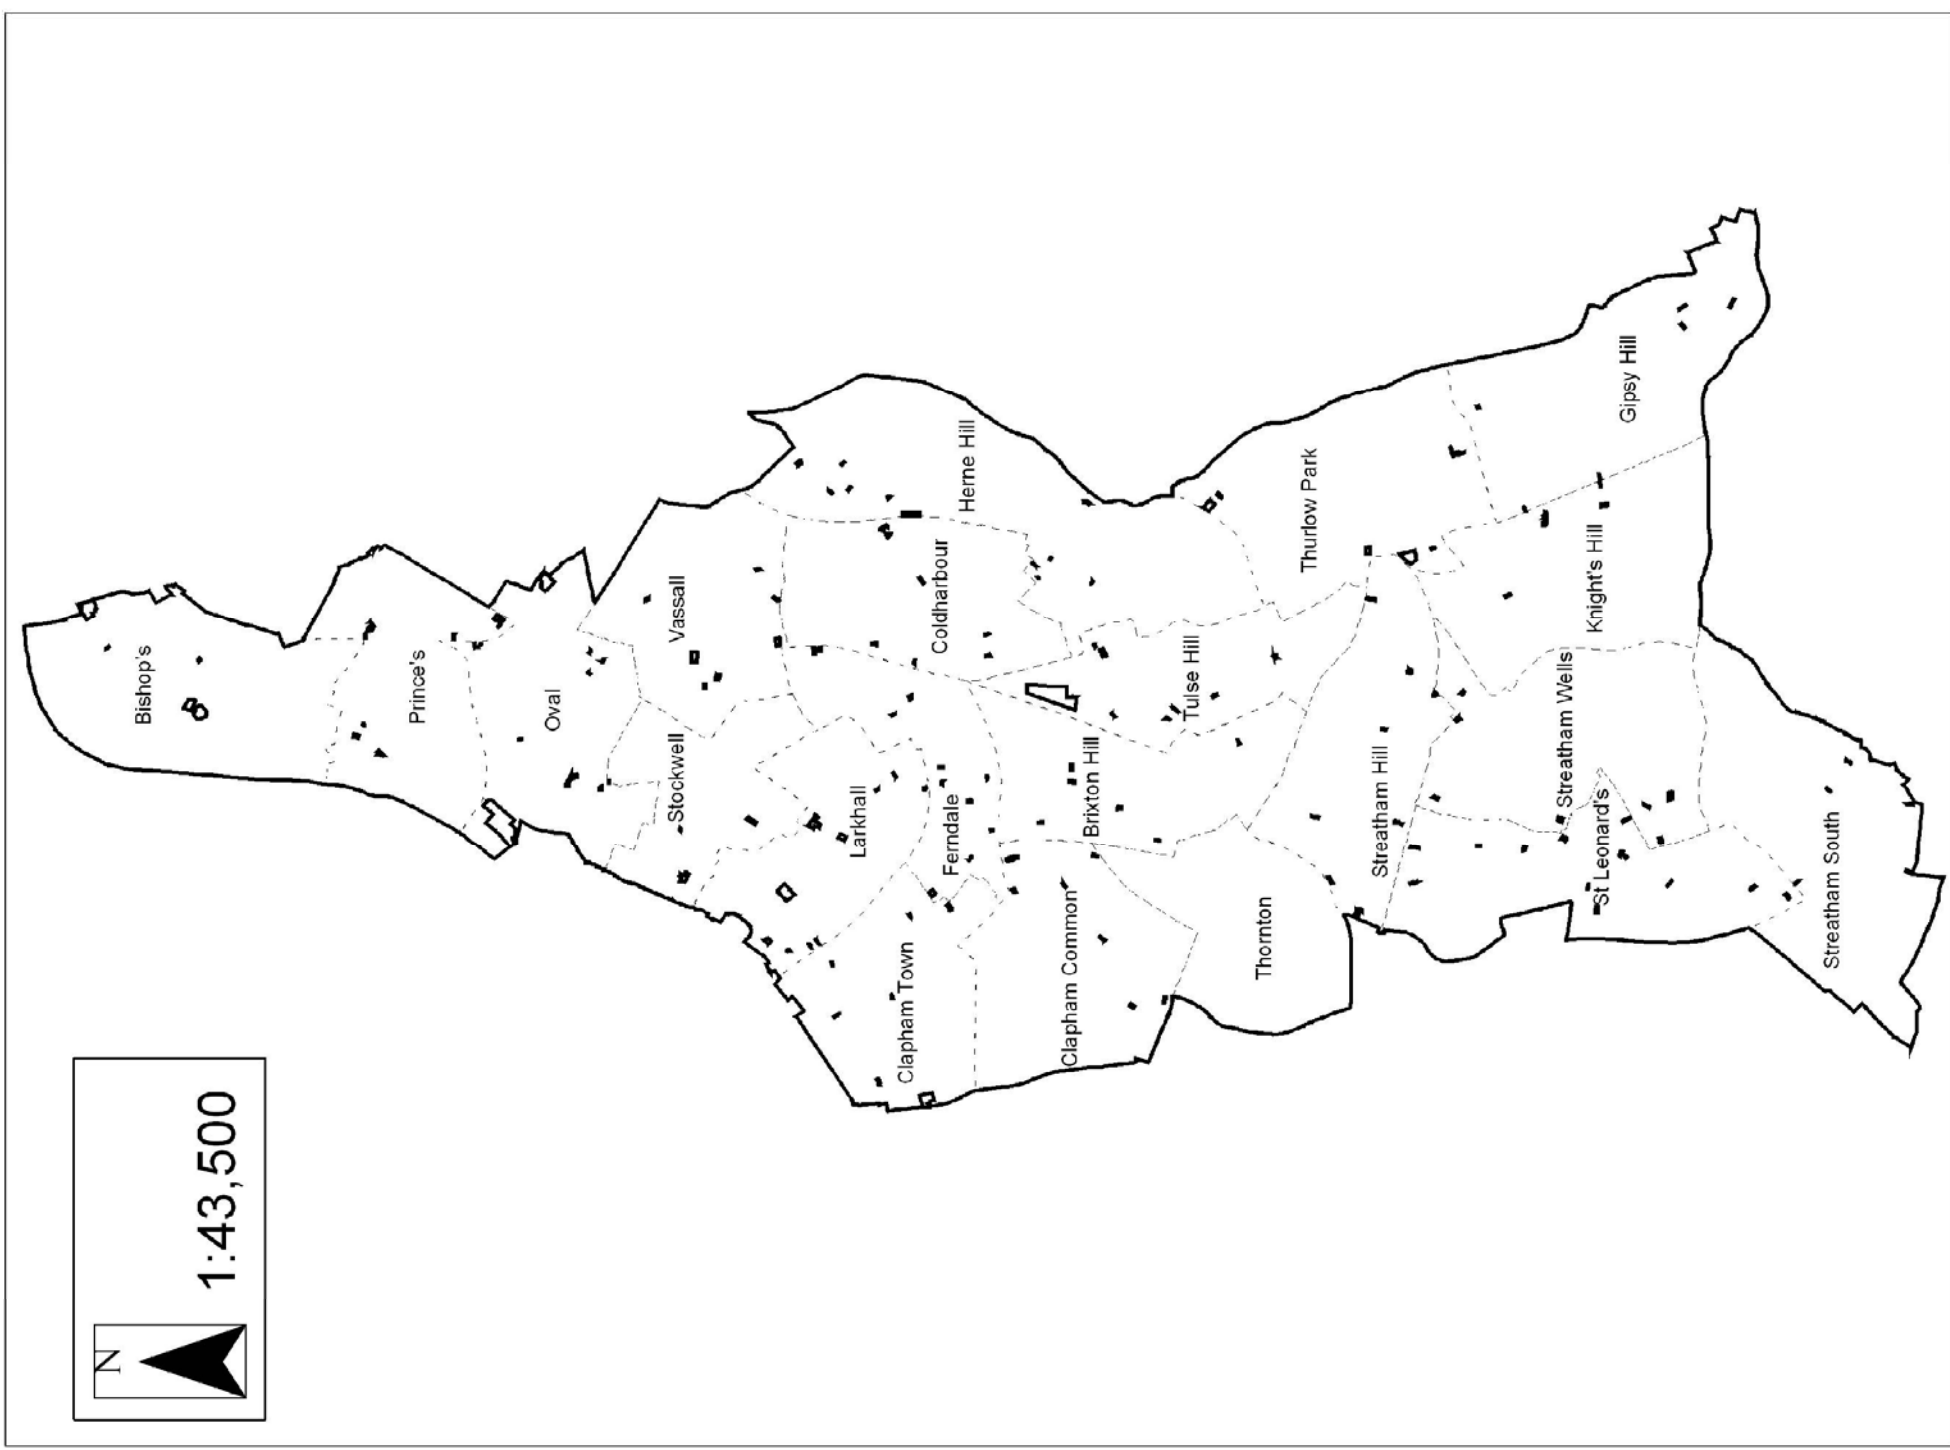 N
1:43,500
Bishop's
Prince's
Oval
Vassall
Stockwell
Larkhall
Ferndale
Coldharbour
Herne Hill
Clapham Town
Clapham Common
Brixton Hill
Tulse Hill
Thurlow Park
Thornton
Streatham Hill
Gipsy Hill
Knight's Hill
Streatham Wells
St Leonard's
Streatham South